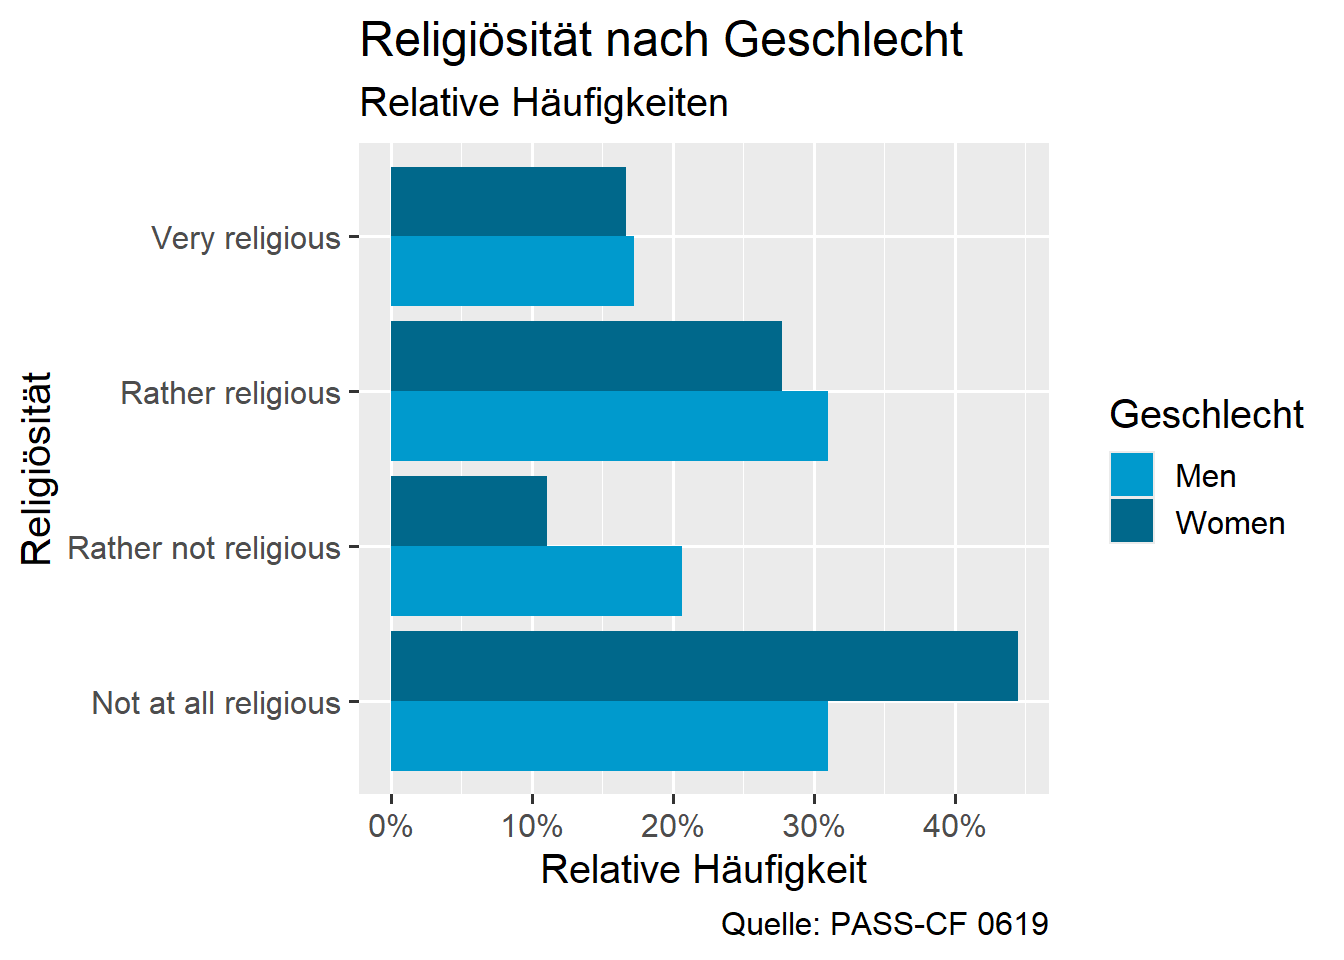 Religiösität nach Geschlecht
Relative Häufigkeiten
Religiösität
Very religious
Rather religious
Rather not religious
Not at all religious
0% 10% 20% 30% 40%
Relative Häufigkeit
Geschlecht
Men
Women
Quelle: PASS-CF 0619